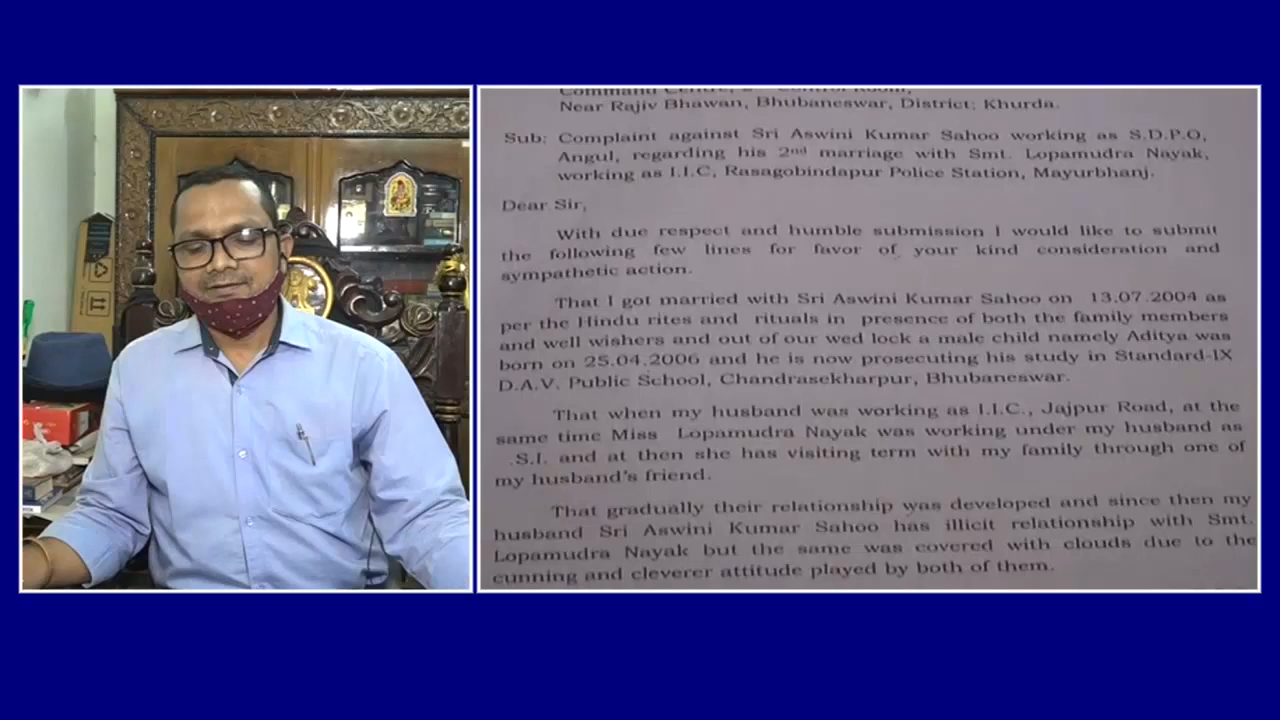 Command Centre, 2 Control Room,
Near Rajiv Bhawan, Bhubaneswar, District: Khurda.
Sub: Complaint against Sri Aswini Kumar Sahoo working as S.D.P.O,
Angul, regarding his 2nd marriage with Smt. Lopamudra Nayak,
working as I.I.C, Rasagobindapur Police Station, Mayurbhanj.
Dear Sir,
With due respect and humble submission I would like to submit
the following few lines for favor of your kind consideration and
sympathetic action.
That I got married with Sri Aswini Kumar Sahoo on 13.07.2004 as
per the Hindu rites and rituals in presence of both the family members
and well wishers and out of our wed lock a male child namely Aditya was
born on 25.04.2006 and he is now prosecuting his study in Standard-IX
D.A.V. Public School, Chandrasekharpur, Bhubaneswar.
That when my husband was working as I.I.C., Jajpur Road, at the
same time Miss Lopamudra Nayak was working under my husband as
.S.I. and at then she has visiting term with my family through one of
my husband's friend.
That gradually their relationship was developed and since then my
husband Sri Aswini Kumar Sahoo has illicit relationship with Smt.
Lopamudra Nayak but the same was covered with clouds due to the
cunning and cleverer attitude played by both of them.